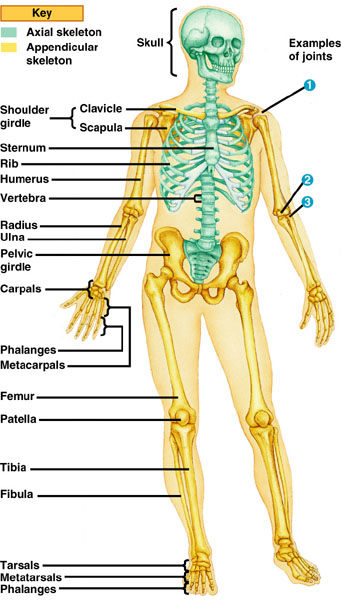 Key
Axial skeleton
Appendicular
skeleton
Skull
Examples
of joints
1
Shoulder
girdle
Clavicle
Scapula
Sternum
Rib
Humerus
Vertebra
2
3
Radius
Ulna
Pelvic
girdle
Carpals
Phalanges
Metacarpals
Femur
Patella
Tibia
Fibula
Tarsals
Metatarsals
Phalanges